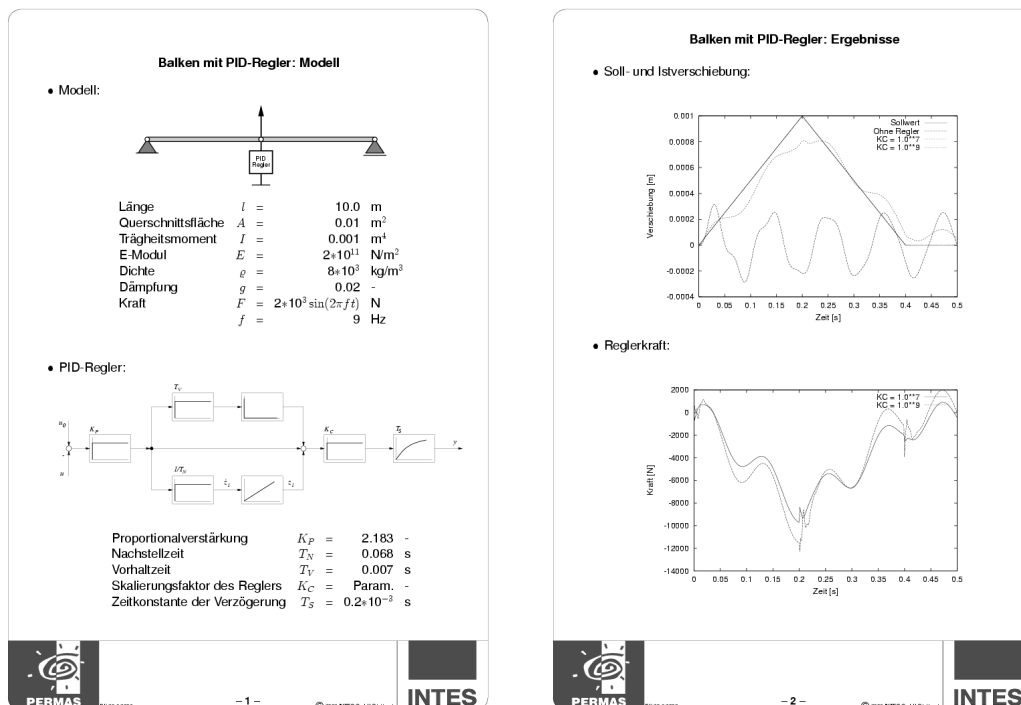 Balken mit PID-Regler: Modell
• Modell:
PID
Regler
Länge l = 10.0 m
Querschnittsfläche A = 0.01 m²
Trägheitsmoment I = 0.001 m⁴
E-Modul E = 2*10¹¹ N/m²
Dichte ϱ = 8*10³ kg/m³
Dämpfung g = 0.02 -
Kraft F = 2*10³ sin(2πft) N
f = 9 Hz
• PID-Regler:
T_V
u_0 K_P K_C T_S y
-
u 1/T_N ż_I z_I
Proportionalverstärkung K_P = 2.183 -
Nachstellzeit T_N = 0.068 s
Vorhaltzeit T_V = 0.007 s
Skalierungsfaktor des Reglers K_C = Param. -
Zeitkonstante der Verzögerung T_S = 0.2*10⁻³ s
PERMAS
– 1 –
INTES
Balken mit PID-Regler: Ergebnisse
• Soll- und Istverschiebung:
Sollwert
Ohne Regler
KC = 1.0**7
KC = 1.0**9
0.001
0.0008
0.0006
0.0004
0.0002
0
-0.0002
-0.0004
Verschiebung [m]
0 0.05 0.1 0.15 0.2 0.25 0.3 0.35 0.4 0.45 0.5
Zeit [s]
• Reglerkraft:
KC = 1.0**7
KC = 1.0**9
2000
0
-2000
-4000
-6000
-8000
-10000
-12000
-14000
Kraft [N]
0 0.05 0.1 0.15 0.2 0.25 0.3 0.35 0.4 0.45 0.5
Zeit [s]
PERMAS
– 2 –
INTES